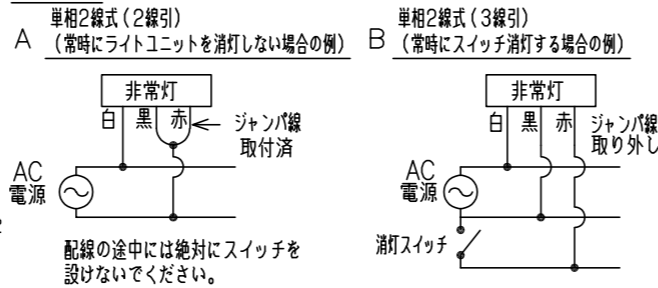 A
単相2線式(2線引)
(常時にライトユニットを消灯しない場合の例)
非常灯
白 黒 赤
ジャンパ線
取付済
AC
電源
配線の途中には絶対にスイッチを
設けないでください。
B
単相2線式(3線引)
(常時にスイッチ消灯する場合の例)
非常灯
白 黒 赤
ジャンパ線
取り外し
AC
電源
消灯スイッチ